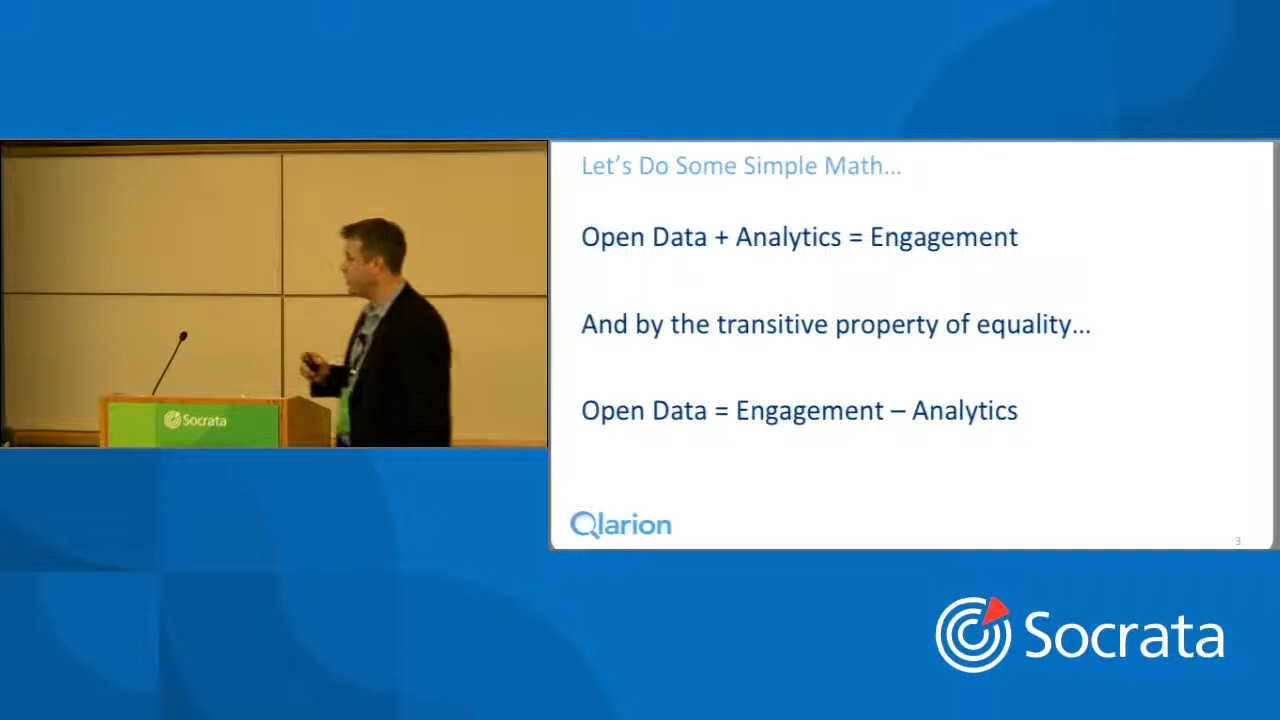 Let's Do Some Simple Math...
Open Data + Analytics = Engagement
And by the transitive property of equality...
Open Data = Engagement – Analytics
Qlarion
3
Socrata
Socrata